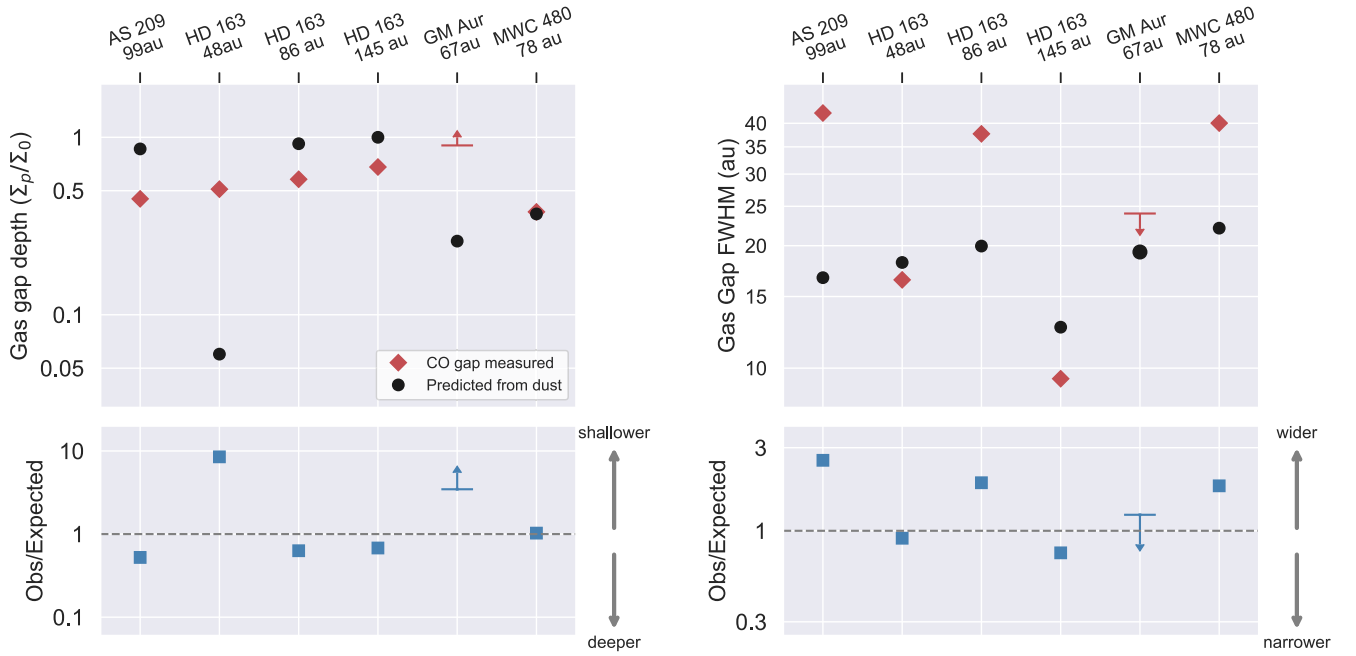 AS 209
99au
HD 163
48au
HD 163
86 au
HD 163
145 au
GM Aur
67au
MWC 480
78 au
Gas gap depth (Σp/Σ0)
1
0.5
0.1
0.05
CO gap measured
Predicted from dust
Obs/Expected
10
1
0.1
shallower
deeper
AS 209
99au
HD 163
48au
HD 163
86 au
HD 163
145 au
GM Aur
67au
MWC 480
78 au
Gas Gap FWHM (au)
40
35
30
25
20
15
10
Obs/Expected
3
1
0.3
wider
narrower